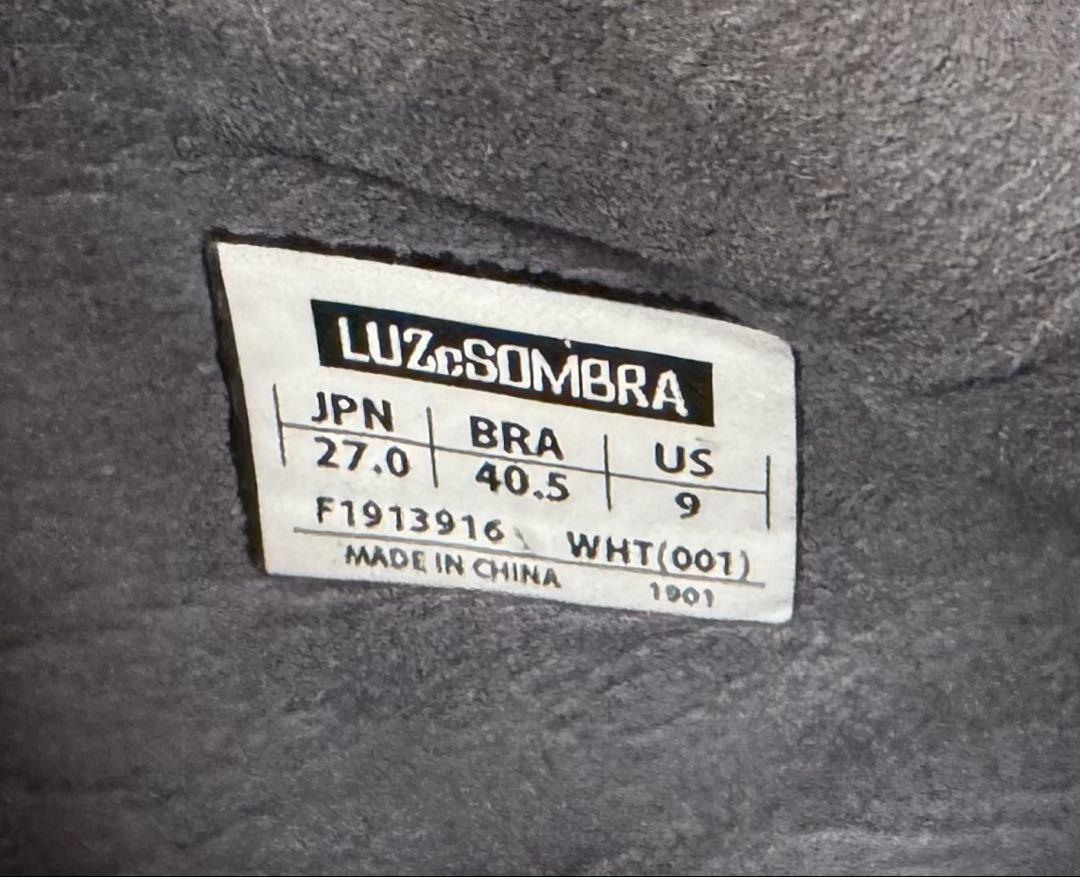 LUZeSOMBRA
JPN BRA US
27.0 40.5 9
F1913916 WHT(001)
MADE IN CHINA 1901